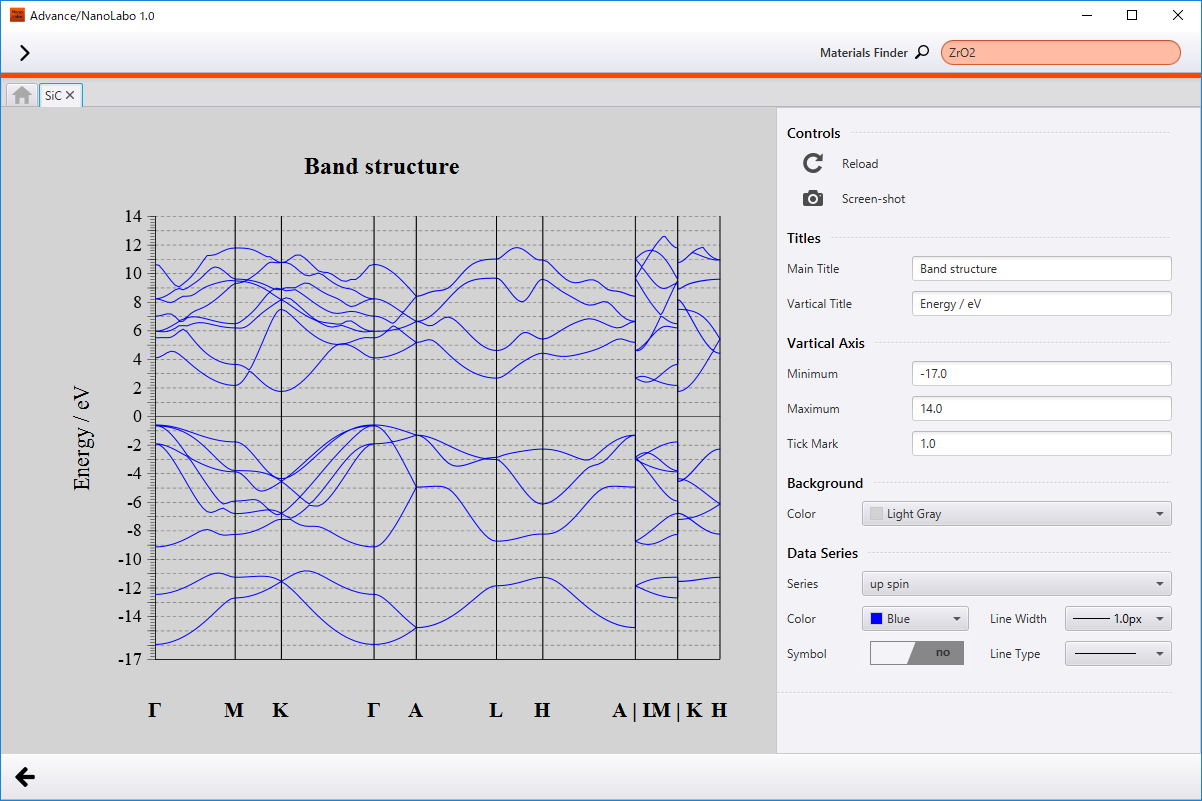 Advance/NanoLabo 1.0
Materials Finder ZrO2
SiC
Band structure
Energy / eV
14
12
10
8
6
4
2
0
-2
-4
-6
-8
-10
-12
-14
-17
Γ M K Γ A L H A | L M | K H
Controls
Reload
Screen-shot
Titles
Main Title Band structure
Vartical Title Energy / eV
Vartical Axis
Minimum -17.0
Maximum 14.0
Tick Mark 1.0
Background
Color Light Gray
Data Series
Series up spin
Color Blue Line Width 1.0px
Symbol no Line Type